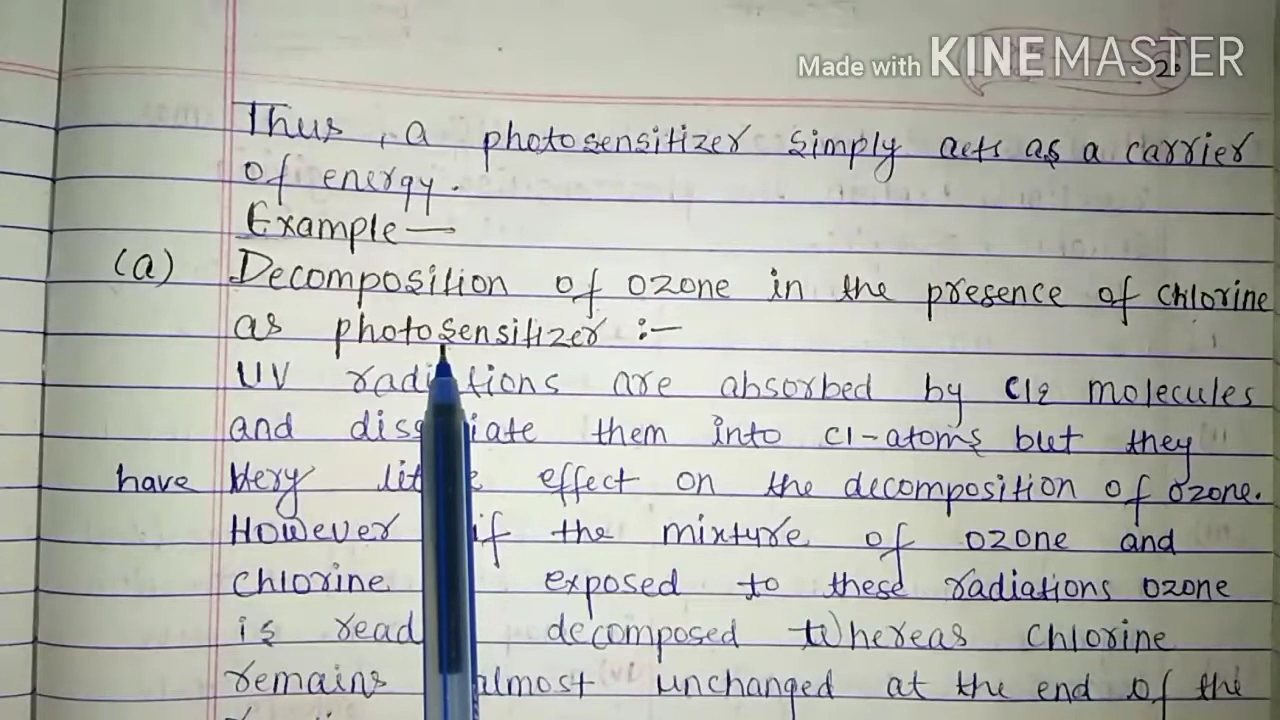 Made with KINEMASTER
Thus, a photosensitizer simply acts as a carrier
of energy.
Example —
(a) Decomposition of ozone in the presence of chlorine
as photosensitizer :-
UV radiations are absorbed by Cl2 molecules
and them into Cl-atoms but they
have very effect on the decomposition of ozone.
However if the mixture of ozone and
chlorine exposed to these radiations ozone
is decomposed whereas chlorine
remains almost unchanged at the end of the